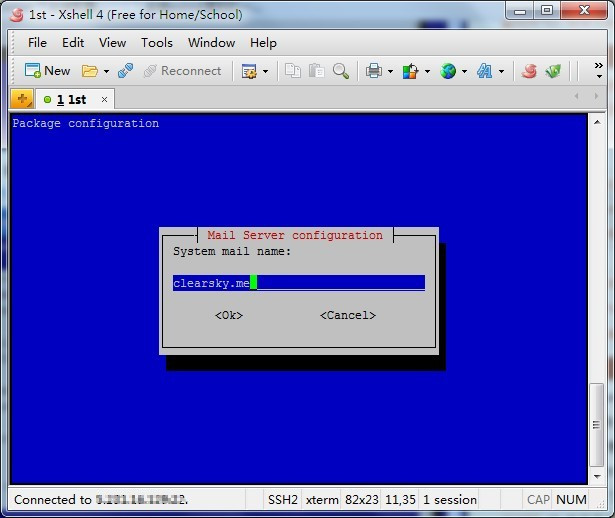 1st - Xshell 4 (Free for Home/School)
File Edit View Tools Window Help
New Reconnect
1 1st
Package configuration
Mail Server configuration
System mail name:
clearsky.me
<Ok> <Cancel>
Connected to
SSH2 xterm 82x23 11,35 1 session CAP NUM